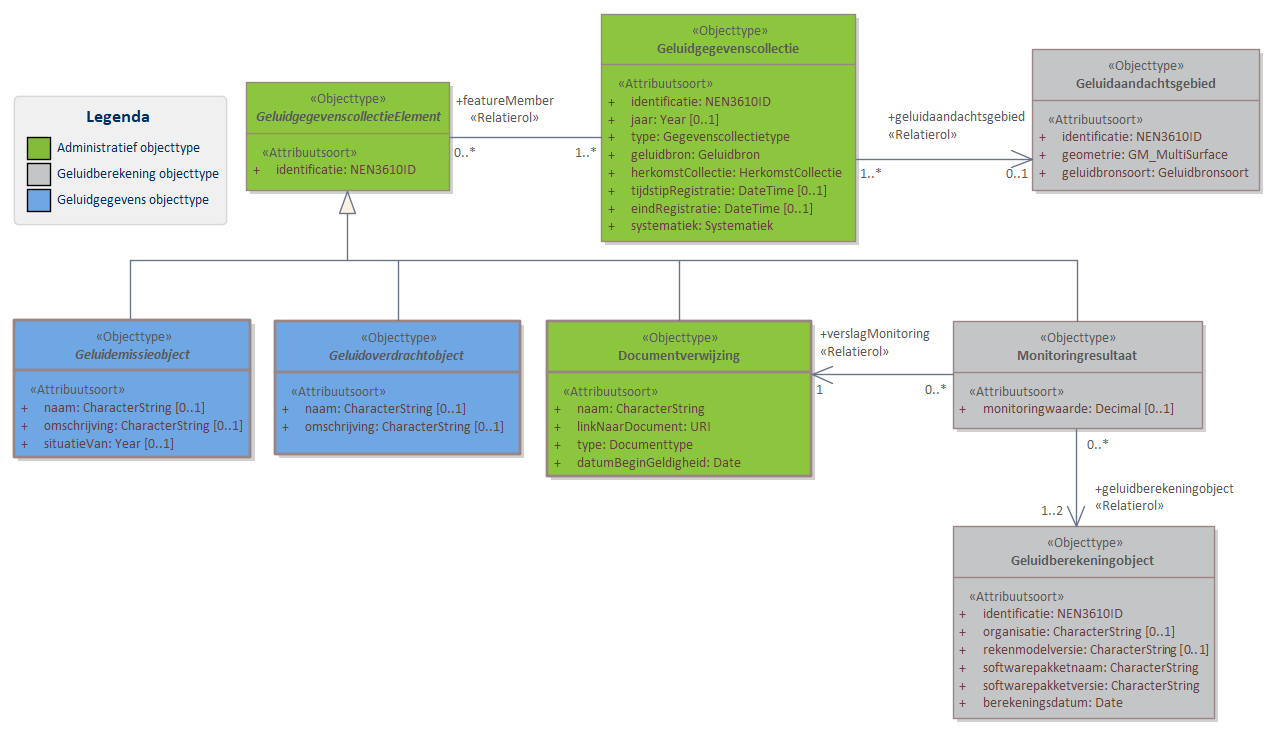 Legenda
Administratief objecttype
Geluidberekening objecttype
Geluidgegevens objecttype
«Objecttype»
GeluidgegevenscollectieElement
«Attribuutsoort»
+ identificatie: NEN3610ID
+featureMember
«Relatierol»
0..*
1..*
«Objecttype»
Geluidgegevenscollectie
«Attribuutsoort»
+ identificatie: NEN3610ID
+ jaar: Year [0..1]
+ type: Gegevenscollectietype
+ geluidbron: Geluidbron
+ herkomstCollectie: HerkomstCollectie
+ tijdstipRegistratie: DateTime [0..1]
+ eindRegistratie: DateTime [0..1]
+ systematiek: Systematiek
+geluidaandachtsgebied
«Relatierol»
1..*
0..1
«Objecttype»
Geluidaandachtsgebied
«Attribuutsoort»
+ identificatie: NEN3610ID
+ geometrie: GM_MultiSurface
+ geluidbronsoort: Geluidbronsoort
«Objecttype»
Geluidemissieobject
«Attribuutsoort»
+ naam: CharacterString [0..1]
+ omschrijving: CharacterString [0..1]
+ situatieVan: Year [0..1]
«Objecttype»
Geluidoverdrachtobject
«Attribuutsoort»
+ naam: CharacterString [0..1]
+ omschrijving: CharacterString [0..1]
«Objecttype»
Documentverwijzing
«Attribuutsoort»
+ naam: CharacterString
+ linkNaarDocument: URI
+ type: Documenttype
+ datumBeginGeldigheid: Date
+verslagMonitoring
«Relatierol»
1
0..*
«Objecttype»
Monitoringresultaat
«Attribuutsoort»
+ monitoringwaarde: Decimal [0..1]
0..*
+geluidberekeningobject
«Relatierol»
1..2
«Objecttype»
Geluidberekeningobject
«Attribuutsoort»
+ identificatie: NEN3610ID
+ organisatie: CharacterString [0..1]
+ rekenmodelversie: CharacterString [0..1]
+ softwarepakketnaam: CharacterString
+ softwarepakketversie: CharacterString
+ berekeningsdatum: Date